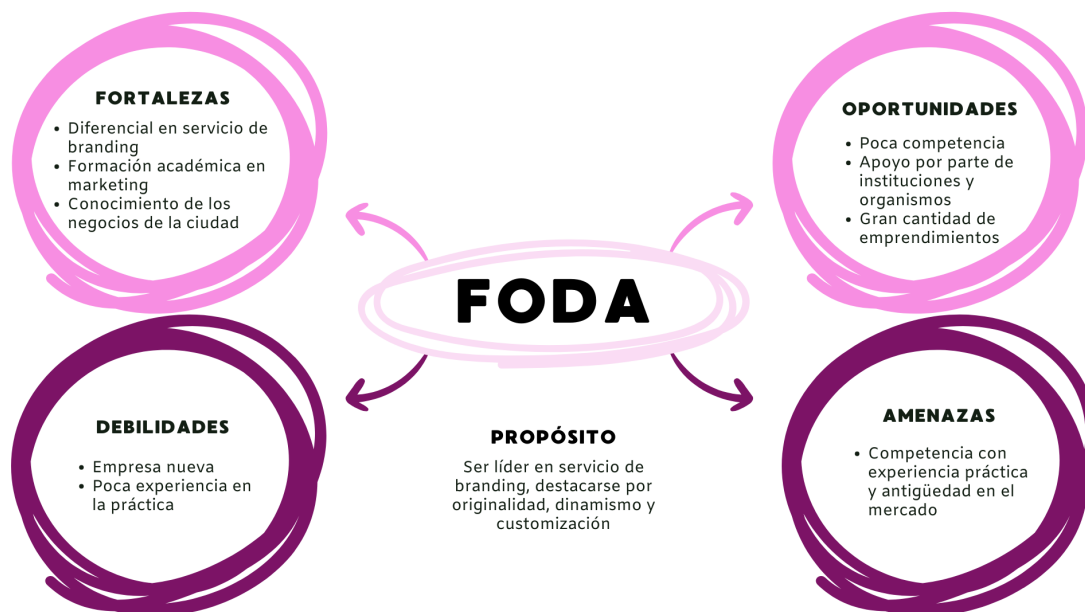 FORTALEZAS
• Diferencial en servicio de
branding
• Formación académica en
marketing
• Conocimiento de los
negocios de la ciudad
OPORTUNIDADES
• Poca competencia
• Apoyo por parte de
instituciones y
organismos
• Gran cantidad de
emprendimientos
FODA
DEBILIDADES
• Empresa nueva
• Poca experiencia en
la práctica
PROPÓSITO
Ser líder en servicio de
branding, destacarse por
originalidad, dinamismo y
customización
AMENAZAS
• Competencia con
experiencia práctica
y antigüedad en el
mercado